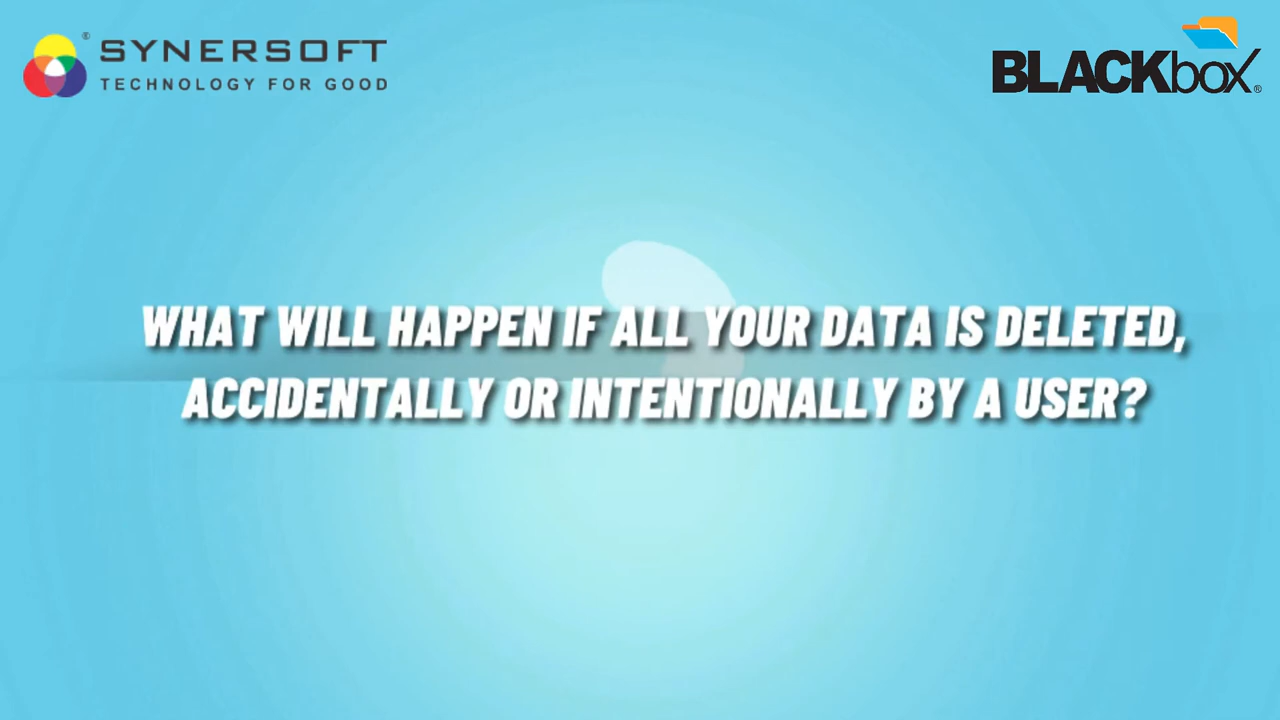 ® SYNERSOFT
TECHNOLOGY FOR GOOD
BLACKbox®
WHAT WILL HAPPEN IF ALL YOUR DATA IS DELETED,
ACCIDENTALLY OR INTENTIONALLY BY A USER?